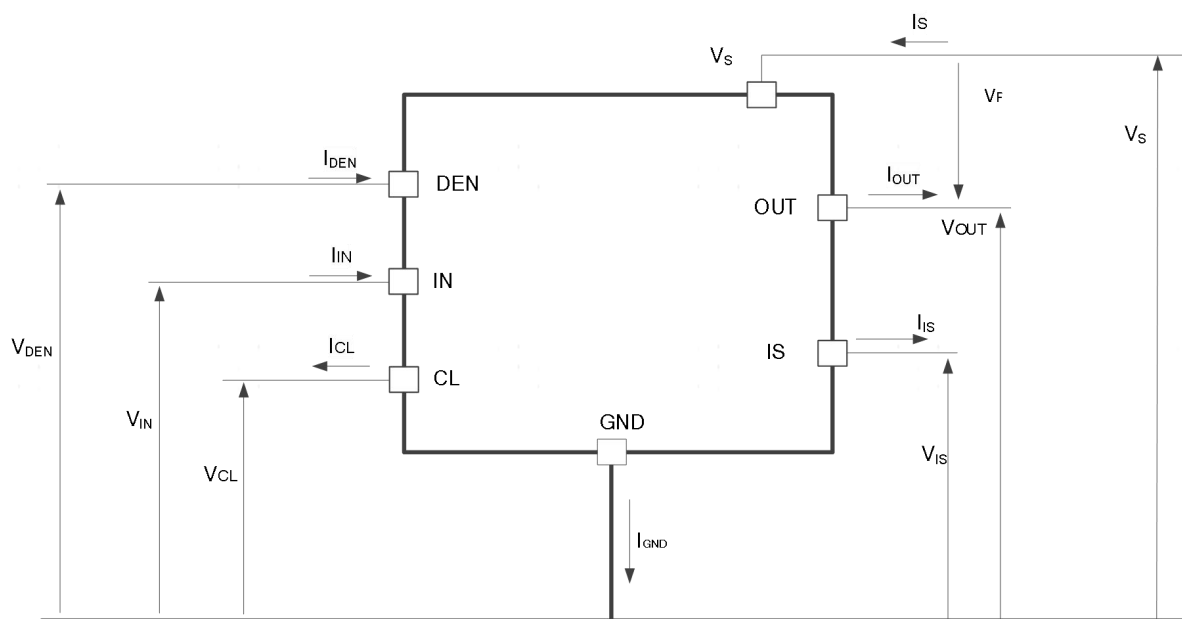 IS
VS
VF
VS
IDEN
DEN
IOUT
OUT
VOUT
IIN
IN
IIS
VDEN
ICL
IS
CL
VIN
GND
VIS
VCL
IGND